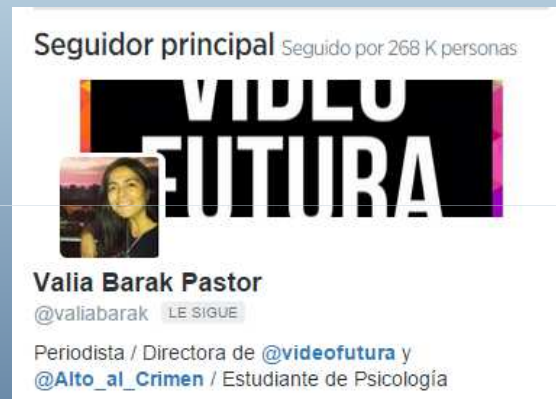 Seguidor principal Seguido por 268 K personas
VIDEO
FUTURA
Valia Barak Pastor
@valiabarak LE SIGUE
Periodista / Directora de @videofutura y
@Alto_al_Crimen / Estudiante de Psicología